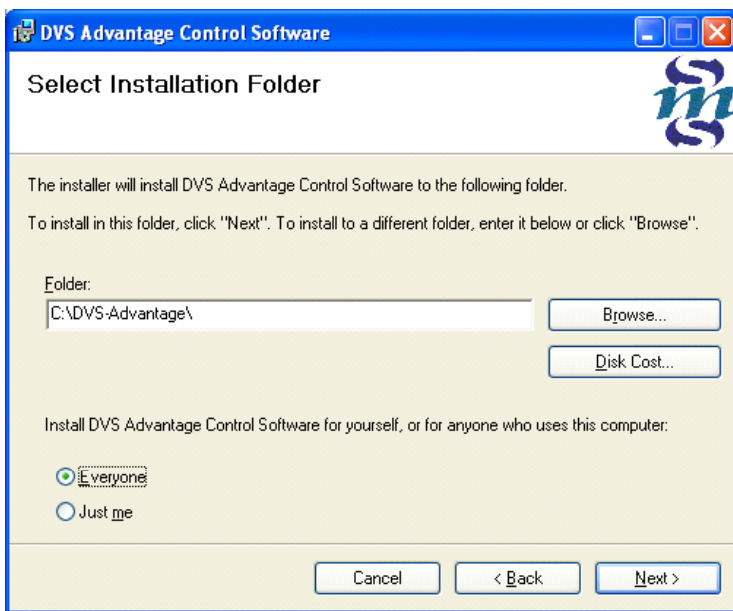 DVS Advantage Control Software
Select Installation Folder
SmS
The installer will install DVS Advantage Control Software to the following folder.
To install in this folder, click "Next". To install to a different folder, enter it below or click "Browse".
Folder:
C:\DVS-Advantage\
Browse...
Disk Cost...
Install DVS Advantage Control Software for yourself, or for anyone who uses this computer:
Everyone
Just me
Cancel
< Back
Next >